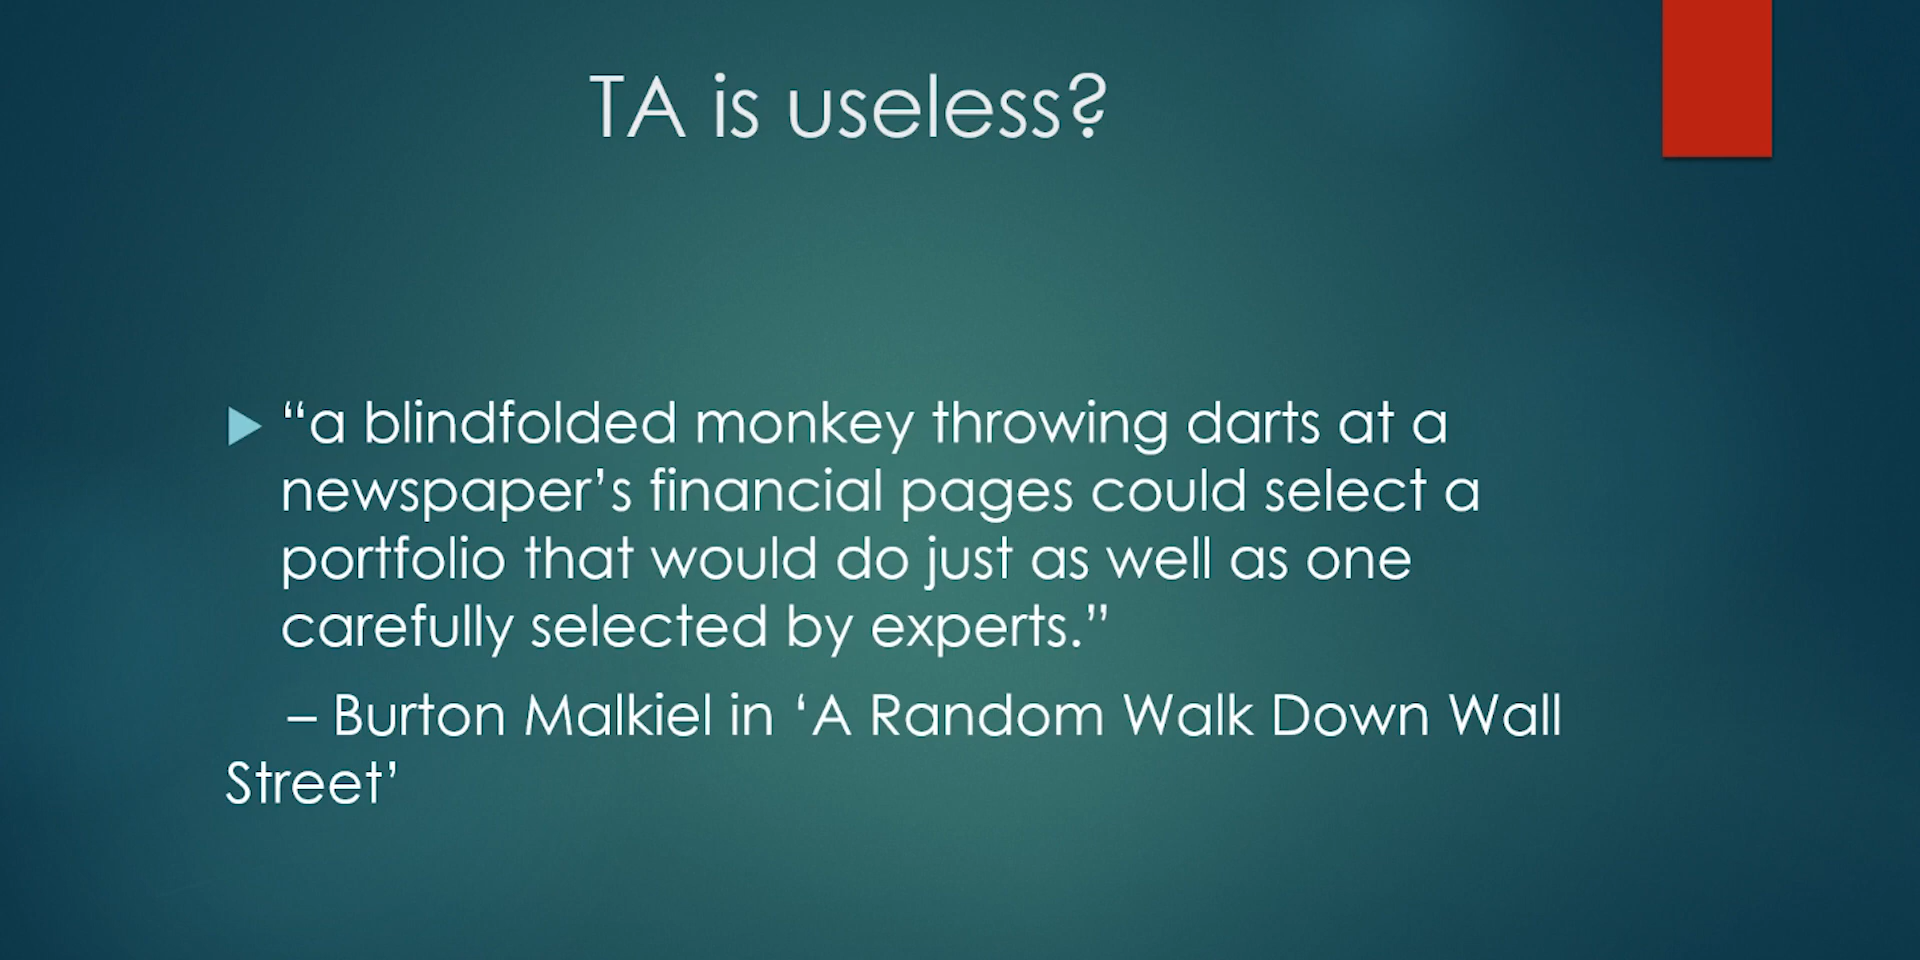 TA is useless?
“a blindfolded monkey throwing darts at a
newspaper’s financial pages could select a
portfolio that would do just as well as one
carefully selected by experts.”
– Burton Malkiel in ‘A Random Walk Down Wall
Street’